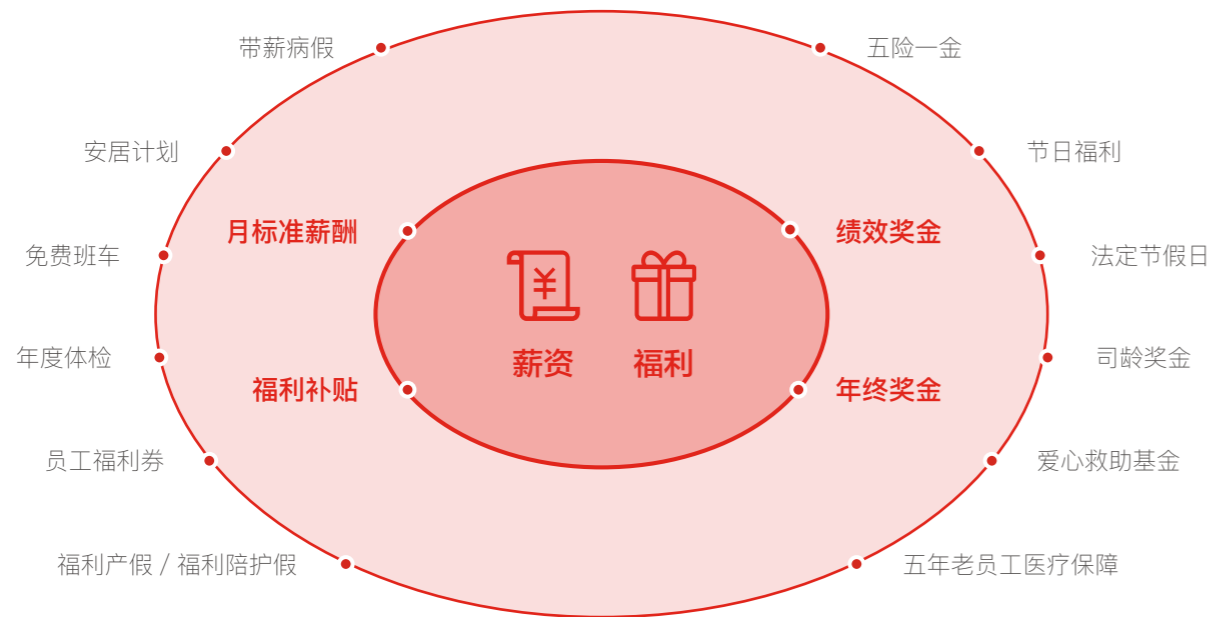 带薪病假
五险一金
安居计划
节日福利
月标准薪酬
绩效奖金
免费班车
法定节假日
¥
薪资
福利
年度体检
司龄奖金
福利补贴
年终奖金
员工福利券
爱心救助基金
福利产假 / 福利陪护假
五年老员工医疗保障